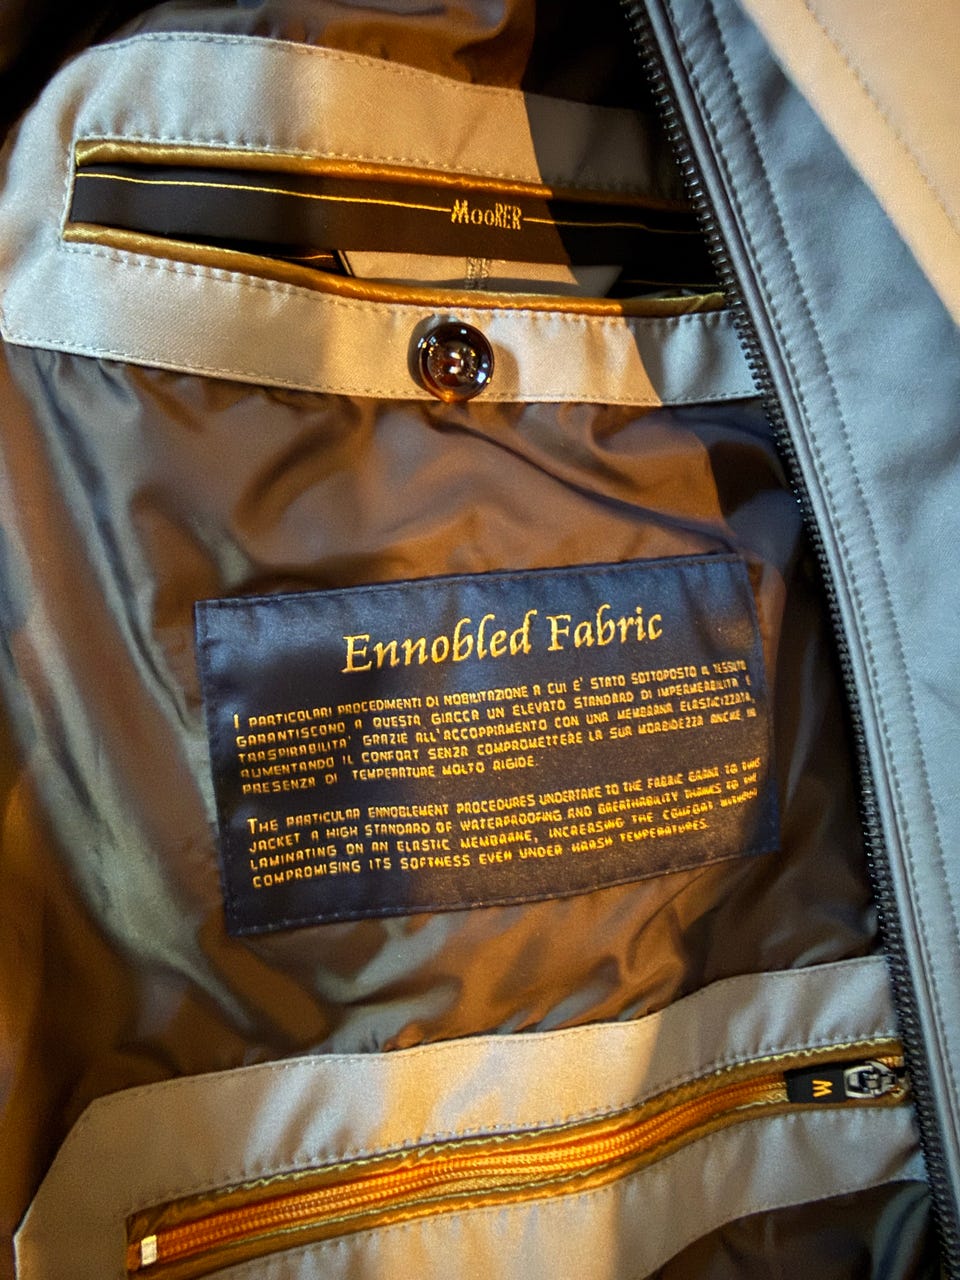 MooRER
Ennobled Fabric
I PARTICOLARI PROCEDIMENTI DI NOBILITAZIONE A CUI E' STATO SOTTOPOSTO IL TESSUTO
GARANTISCONO A QUESTA GIACCA UN ELEVATO STANDARD DI IMPERMEABILITA' E
TRASPIRABILITA' GRAZIE ALL'ACCOPPIAMENTO CON UNA MEMBRANA ELASTICIZZATA,
AUMENTANDO IL CONFORT SENZA COMPROMETTERE LA SUA MORBIDEZZA ANCHE IN
PRESENZA DI TEMPERATURE MOLTO RIGIDE.
THE PARTICULAR ENNOBLEMENT PROCEDURES UNDERTAKE TO THE FABRIC GRANT TO THIS
JACKET A HIGH STANDARD OF WATERPROOFING AND BREATHABILITY THANKS TO THE
LAMINATING ON AN ELASTIC MEMBRANE, INCREASING THE COMFORT WITHOUT
COMPROMISING ITS SOFTNESS EVEN UNDER HARSH TEMPERATURES.
M